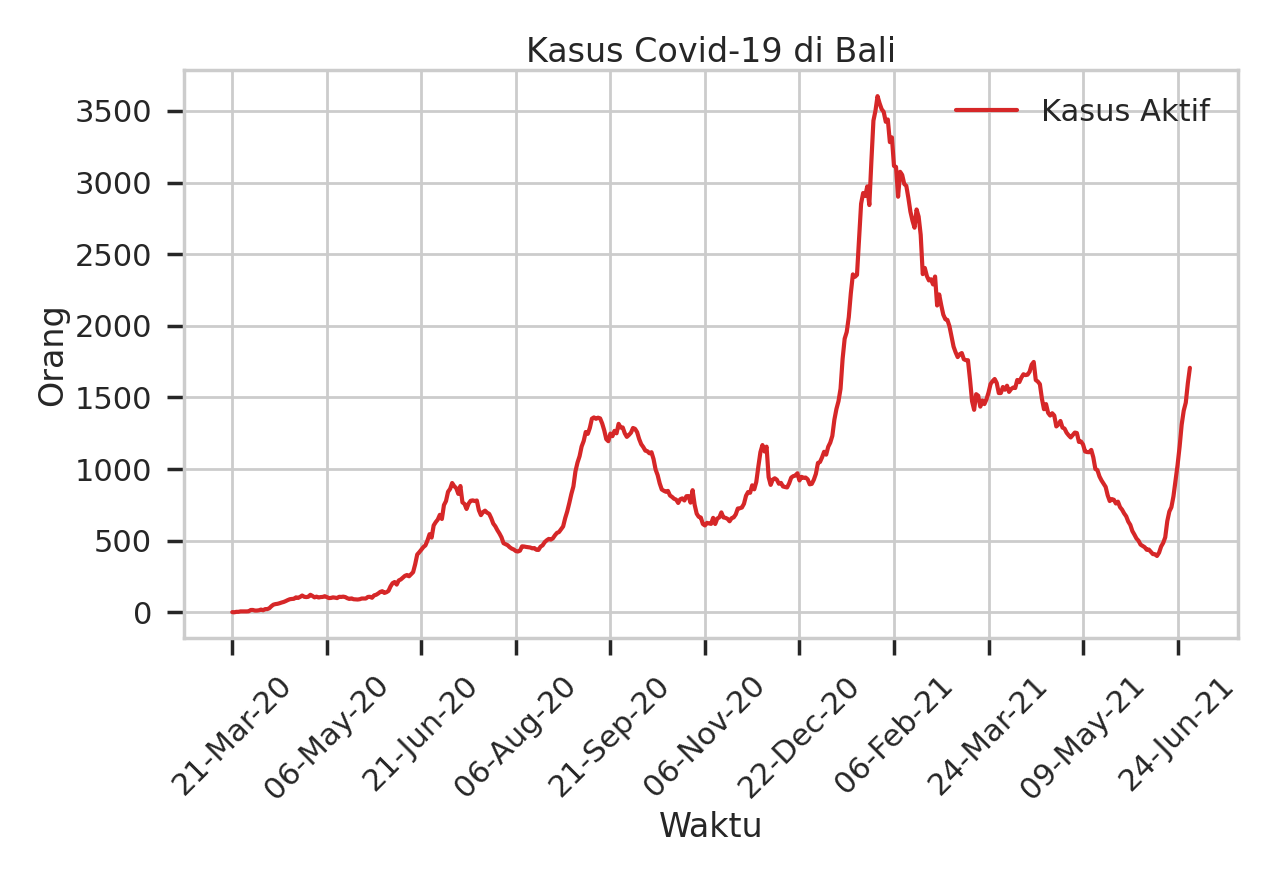 Kasus Covid-19 di Bali
Kasus Aktif
3500
3000
2500
2000
1500
1000
500
0
Orang
21-Mar-20
06-May-20
21-Jun-20
06-Aug-20
21-Sep-20
06-Nov-20
22-Dec-20
06-Feb-21
24-Mar-21
09-May-21
24-Jun-21
Waktu